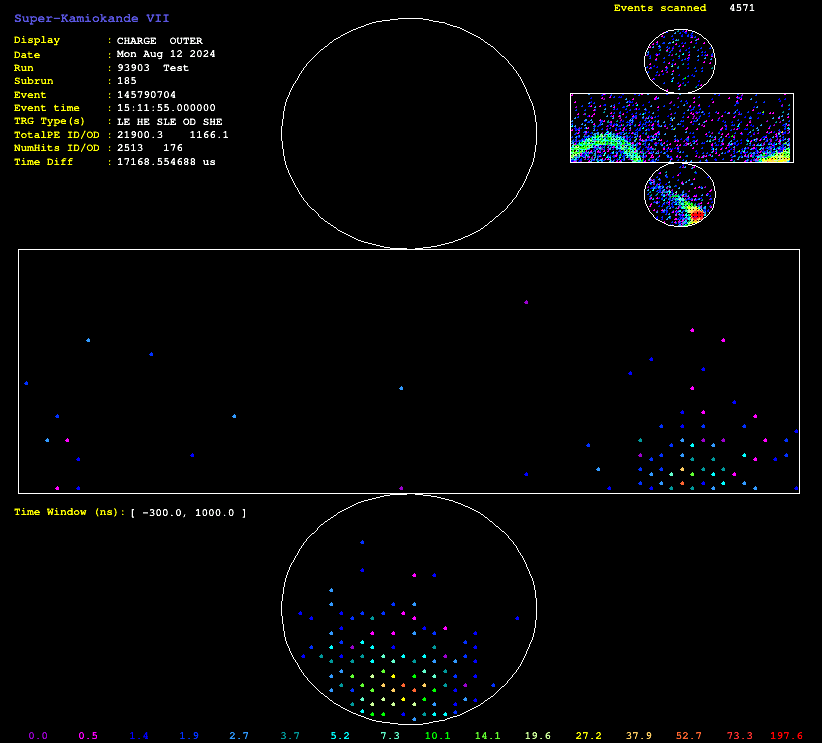 Super-Kamiokande VII
Events scanned 4571
Display : CHARGE OUTER
Date : Mon Aug 12 2024
Run : 93903 Test
Subrun : 185
Event : 145790704
Event time : 15:11:55.000000
TRG Type(s) : LE HE SLE OD SHE
TotalPE ID/OD : 21900.3 1166.1
NumHits ID/OD : 2513 176
Time Diff : 17168.554688 us
Time Window (ns): [ -300.0, 1000.0 ]
0.0 0.5 1.4 1.9 2.7 3.7 5.2 7.3 10.1 14.1 19.6 27.2 37.9 52.7 73.3 197.6